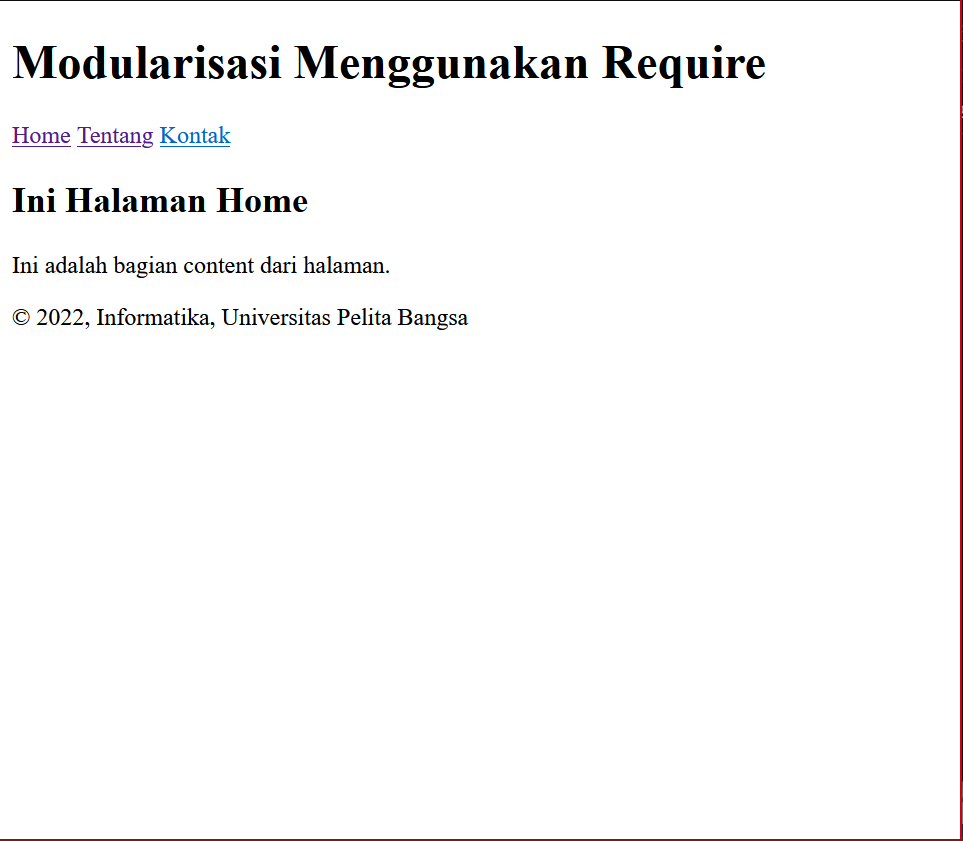 Modularisasi Menggunakan Require
Home Tentang Kontak
Ini Halaman Home
Ini adalah bagian content dari halaman.
© 2022, Informatika, Universitas Pelita Bangsa